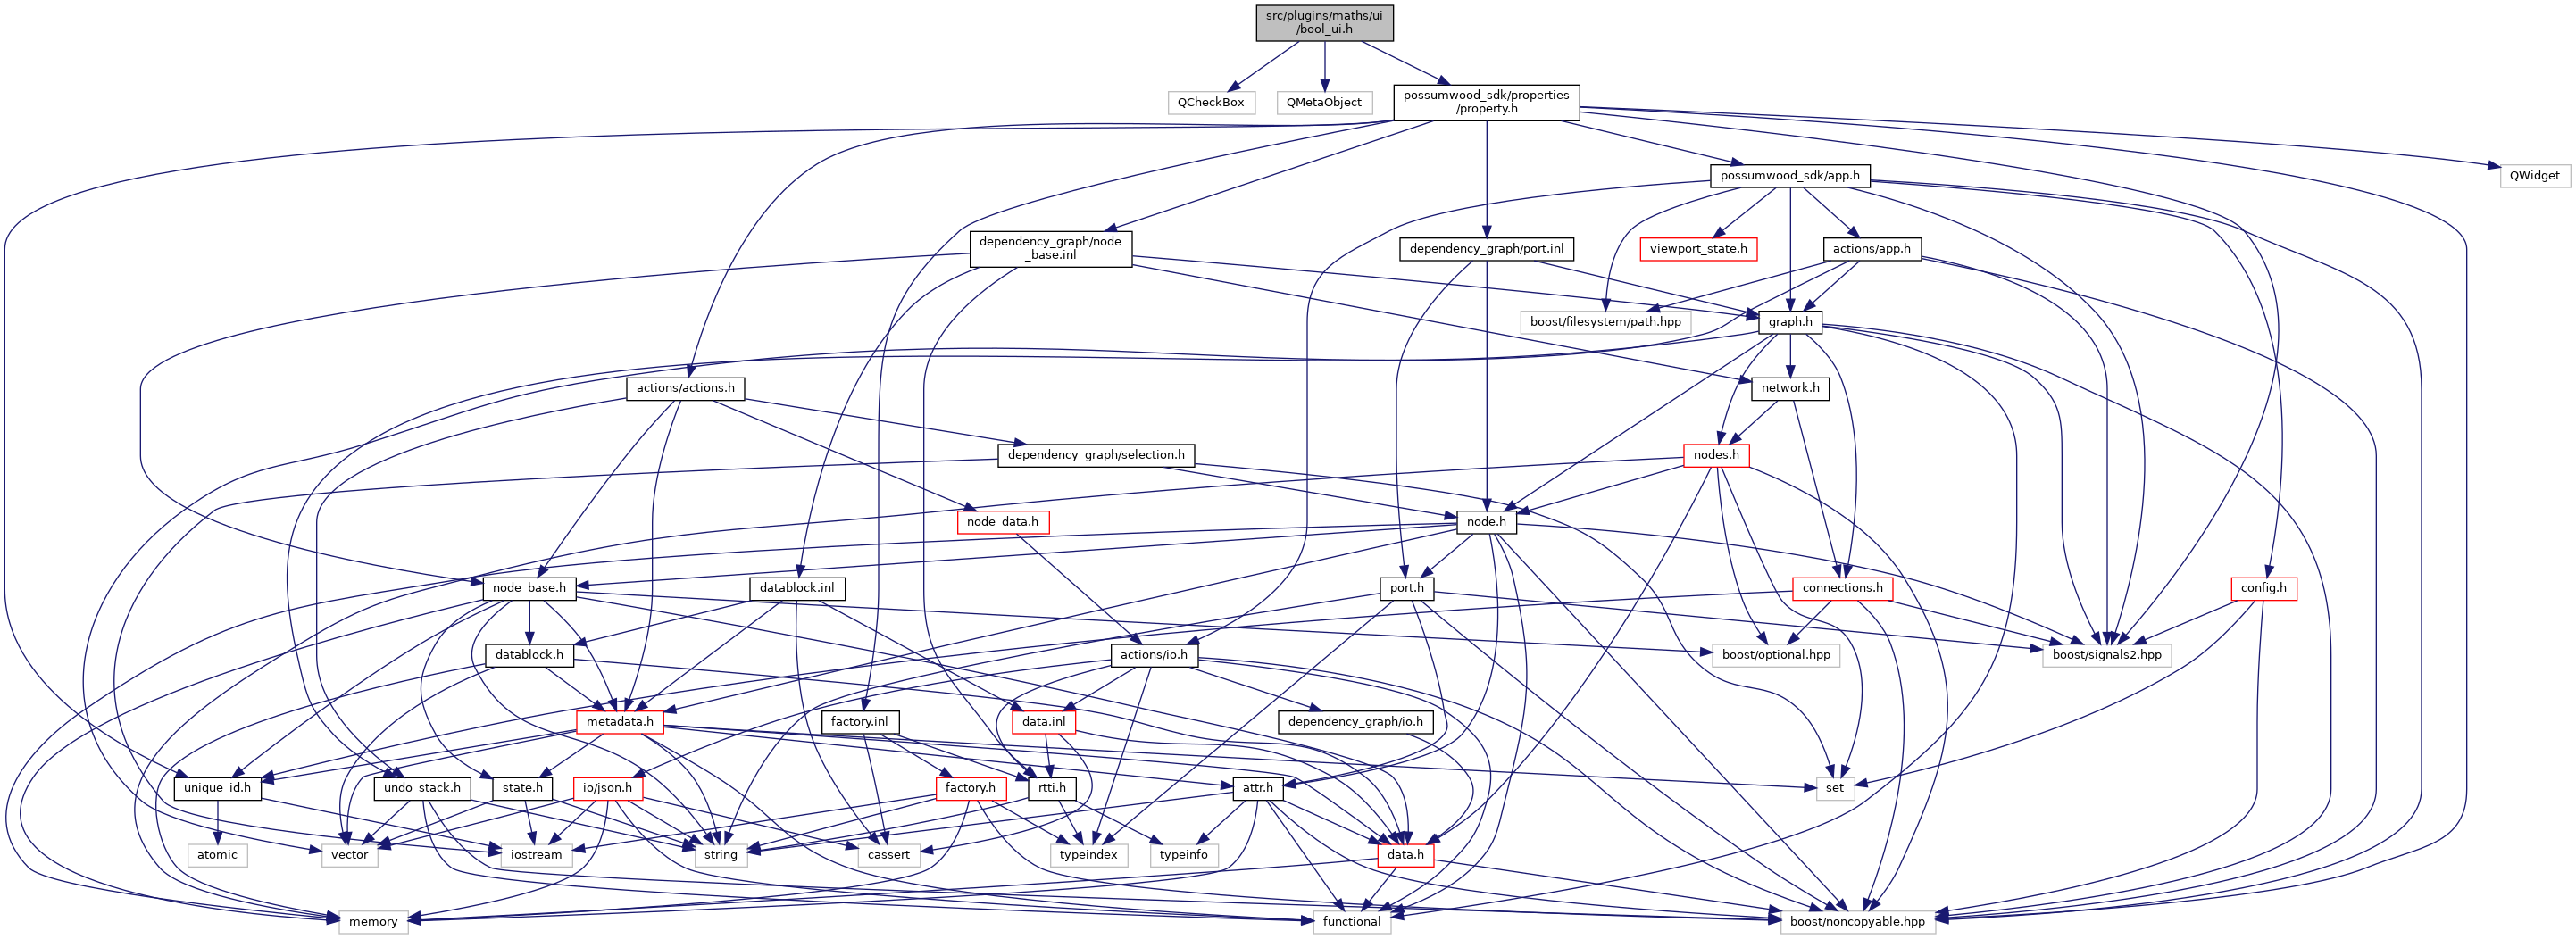 src/plugins/maths/ui
/bool_ui.h
QCheckBox
QMetaObject
possumwood_sdk/properties
/property.h
possumwood_sdk/app.h
QWidget
dependency_graph/node
_base.inl
dependency_graph/port.inl
viewport_state.h
actions/app.h
boost/filesystem/path.hpp
graph.h
actions/actions.h
network.h
dependency_graph/selection.h
nodes.h
node_data.h
node.h
node_base.h
datablock.inl
port.h
connections.h
config.h
datablock.h
actions/io.h
boost/optional.hpp
boost/signals2.hpp
metadata.h
factory.inl
data.inl
dependency_graph/io.h
unique_id.h
undo_stack.h
state.h
io/json.h
factory.h
rtti.h
attr.h
set
atomic
vector
iostream
string
cassert
typeindex
typeinfo
data.h
memory
functional
boost/noncopyable.hpp